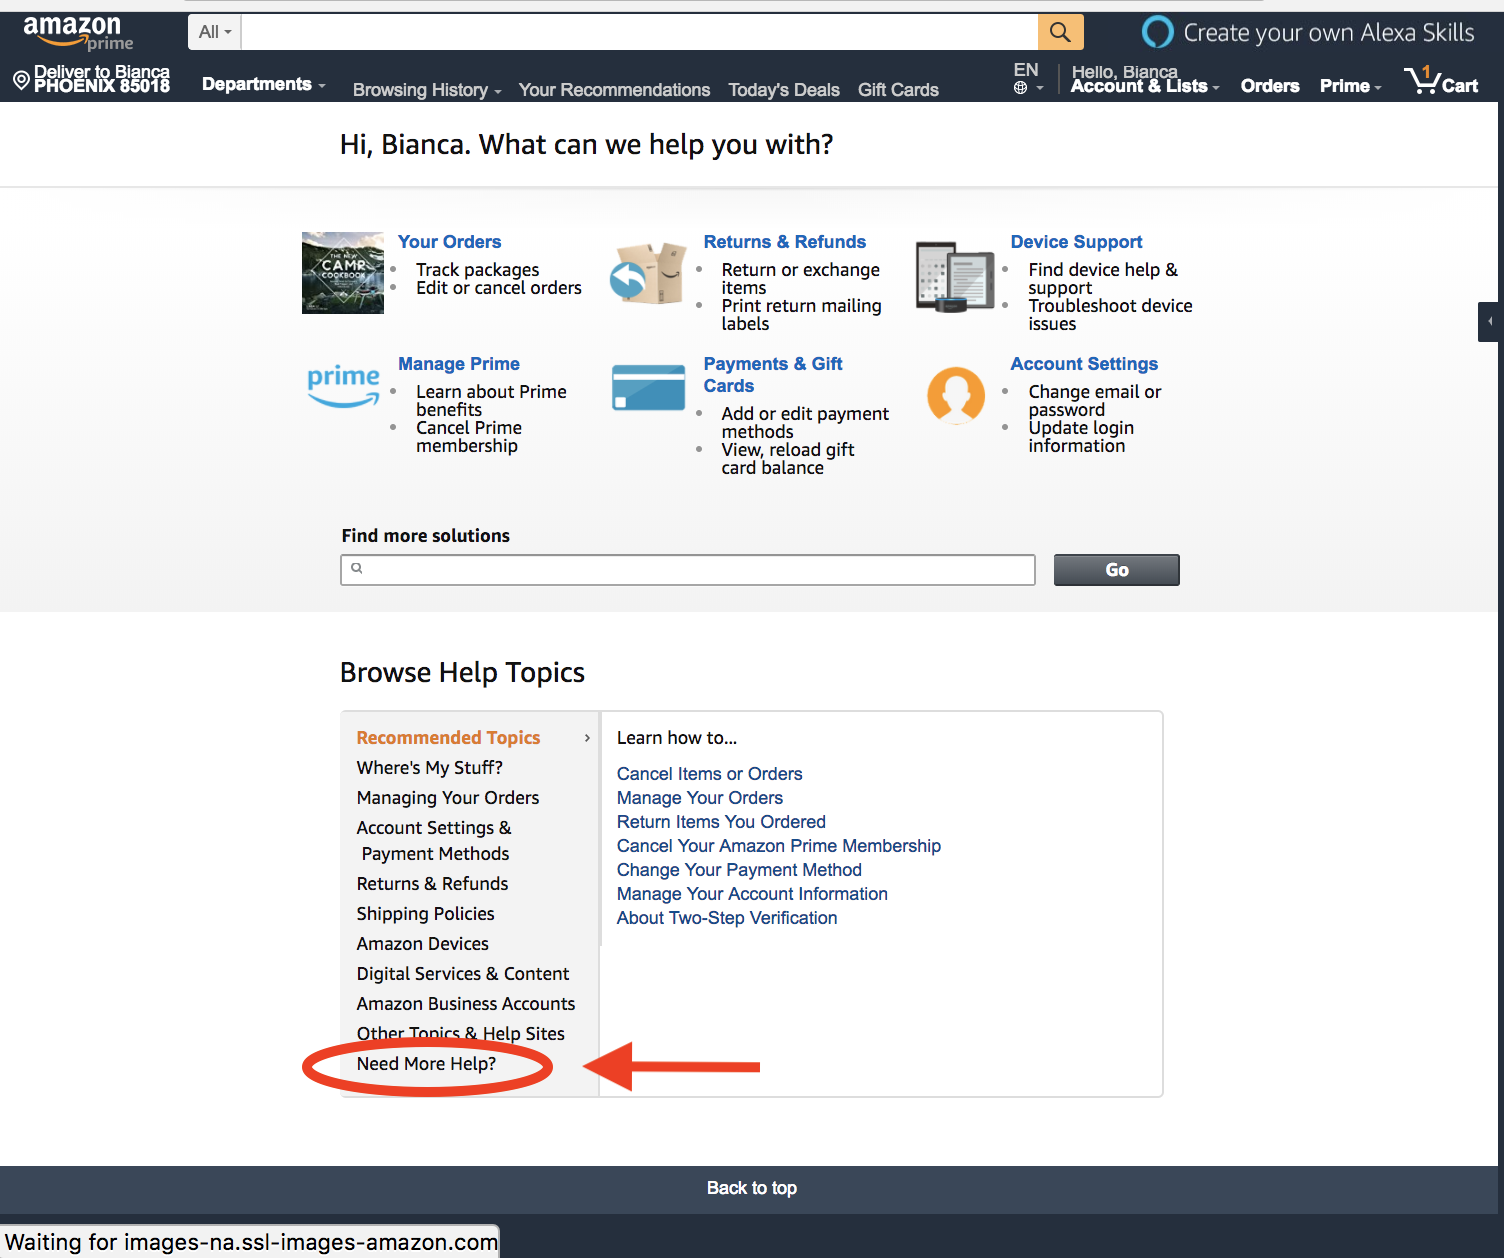 amazon
prime
All
Create your own Alexa Skills
Deliver to Bianca
PHOENIX 85018
Departments
Browsing History
Your Recommendations
Today's Deals
Gift Cards
EN
Hello, Bianca
Account & Lists
Orders
Prime
1
Cart
Hi, Bianca. What can we help you with?
THE NEW
CAMP
COOKBOOK
Your Orders
Track packages
Edit or cancel orders
Returns & Refunds
Return or exchange
items
Print return mailing
labels
Device Support
Find device help &
support
Troubleshoot device
issues
prime
Manage Prime
Learn about Prime
benefits
Cancel Prime
membership
Payments & Gift
Cards
Add or edit payment
methods
View, reload gift
card balance
Account Settings
Change email or
password
Update login
information
Find more solutions
Go
Browse Help Topics
Recommended Topics
Where's My Stuff?
Managing Your Orders
Account Settings &
Payment Methods
Returns & Refunds
Shipping Policies
Amazon Devices
Digital Services & Content
Amazon Business Accounts
Other Topics & Help Sites
Need More Help?
Learn how to...
Cancel Items or Orders
Manage Your Orders
Return Items You Ordered
Cancel Your Amazon Prime Membership
Change Your Payment Method
Manage Your Account Information
About Two-Step Verification
Back to top
Waiting for images-na.ssl-images-amazon.com